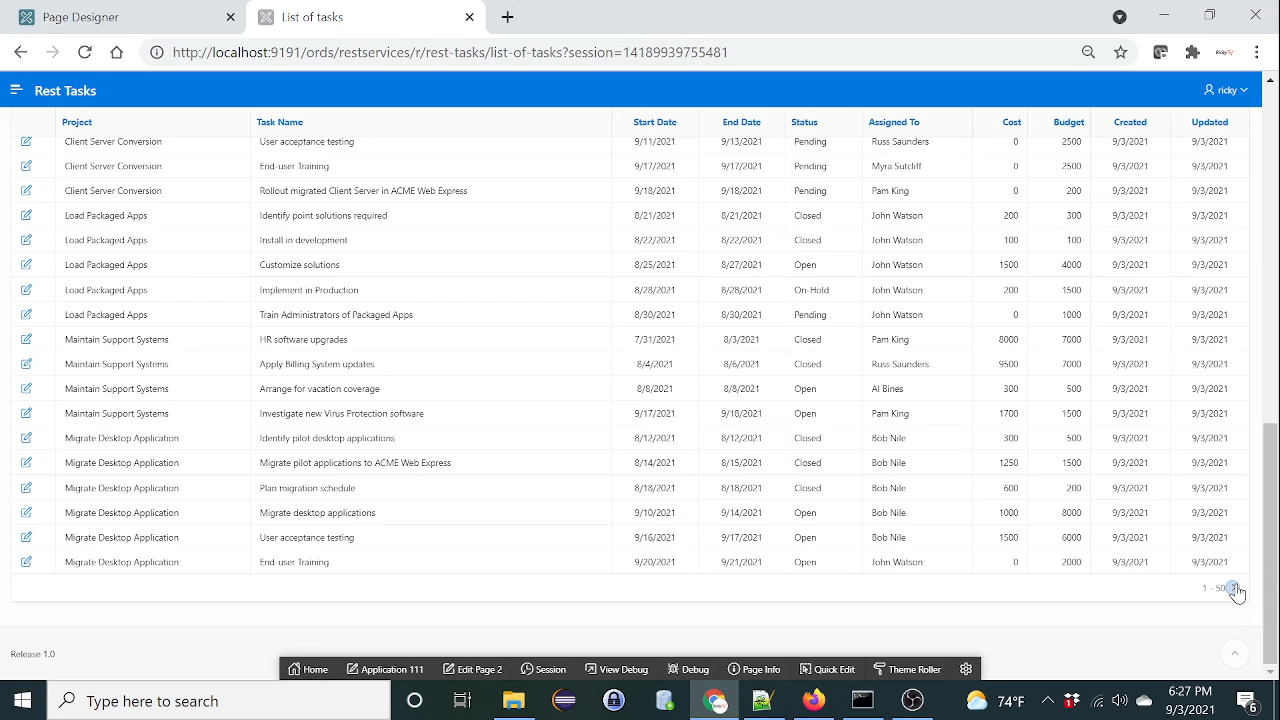 Page Designer
List of tasks
http://localhost:9191/ords/restservices/r/rest-tasks/list-of-tasks?session=14189939755481
Rest Tasks
ricky
Project Task Name Start Date End Date Status Assigned To Cost Budget Created Updated
Client Server Conversion User acceptance testing 9/11/2021 9/13/2021 Pending Russ Saunders 0 2500 9/3/2021 9/3/2021
Client Server Conversion End-user Training 9/17/2021 9/17/2021 Pending Myra Sutcliff 0 2500 9/3/2021 9/3/2021
Client Server Conversion Rollout migrated Client Server in ACME Web Express 9/18/2021 9/18/2021 Pending Pam King 0 200 9/3/2021 9/3/2021
Load Packaged Apps Identify point solutions required 8/21/2021 8/21/2021 Closed John Watson 200 300 9/3/2021 9/3/2021
Load Packaged Apps Install in development 8/22/2021 8/22/2021 Closed John Watson 100 100 9/3/2021 9/3/2021
Load Packaged Apps Customize solutions 8/25/2021 8/27/2021 Open John Watson 1500 4000 9/3/2021 9/3/2021
Load Packaged Apps Implement in Production 8/28/2021 8/28/2021 On-Hold John Watson 200 1500 9/3/2021 9/3/2021
Load Packaged Apps Train Administrators of Packaged Apps 8/30/2021 8/30/2021 Pending John Watson 0 1000 9/3/2021 9/3/2021
Maintain Support Systems HR software upgrades 7/31/2021 8/3/2021 Closed Pam King 8000 7000 9/3/2021 9/3/2021
Maintain Support Systems Apply Billing System updates 8/4/2021 8/6/2021 Closed Russ Saunders 9500 7000 9/3/2021 9/3/2021
Maintain Support Systems Arrange for vacation coverage 8/8/2021 8/8/2021 Open Al Bines 300 500 9/3/2021 9/3/2021
Maintain Support Systems Investigate new Virus Protection software 9/17/2021 9/18/2021 Open Pam King 1700 1500 9/3/2021 9/3/2021
Migrate Desktop Application Identify pilot desktop applications 8/12/2021 8/12/2021 Closed Bob Nile 300 500 9/3/2021 9/3/2021
Migrate Desktop Application Migrate pilot applications to ACME Web Express 8/14/2021 8/15/2021 Closed Bob Nile 1250 1500 9/3/2021 9/3/2021
Migrate Desktop Application Plan migration schedule 8/18/2021 8/18/2021 Closed Bob Nile 600 200 9/3/2021 9/3/2021
Migrate Desktop Application Migrate desktop applications 9/10/2021 9/14/2021 Open Bob Nile 1000 8000 9/3/2021 9/3/2021
Migrate Desktop Application User acceptance testing 9/16/2021 9/17/2021 Open Bob Nile 1500 6000 9/3/2021 9/3/2021
Migrate Desktop Application End-user Training 9/20/2021 9/21/2021 Open John Watson 0 2000 9/3/2021 9/3/2021
1 - 50
Release 1.0
Home Application 111 Edit Page 2 Session View Debug Debug Page Info Quick Edit Theme Roller
Type here to search
74°F
6:27 PM
9/3/2021
6